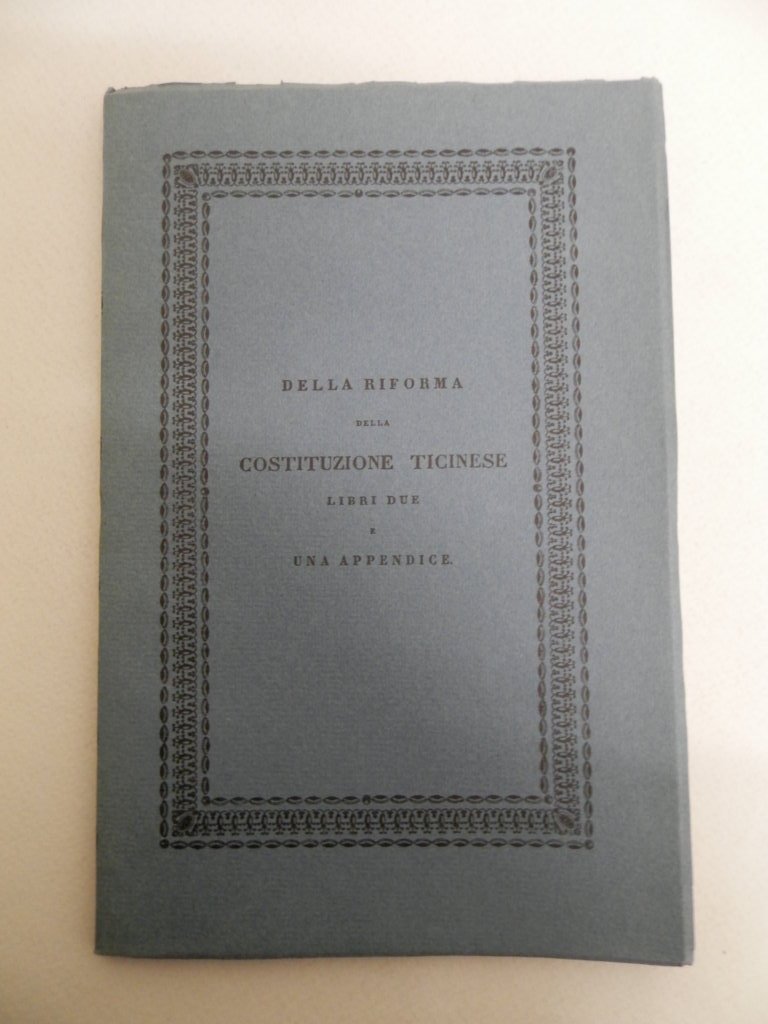 DELLA RIFORMA
DELLA
COSTITUZIONE TICINESE
LIBRI DUE
E
UNA APPENDICE.